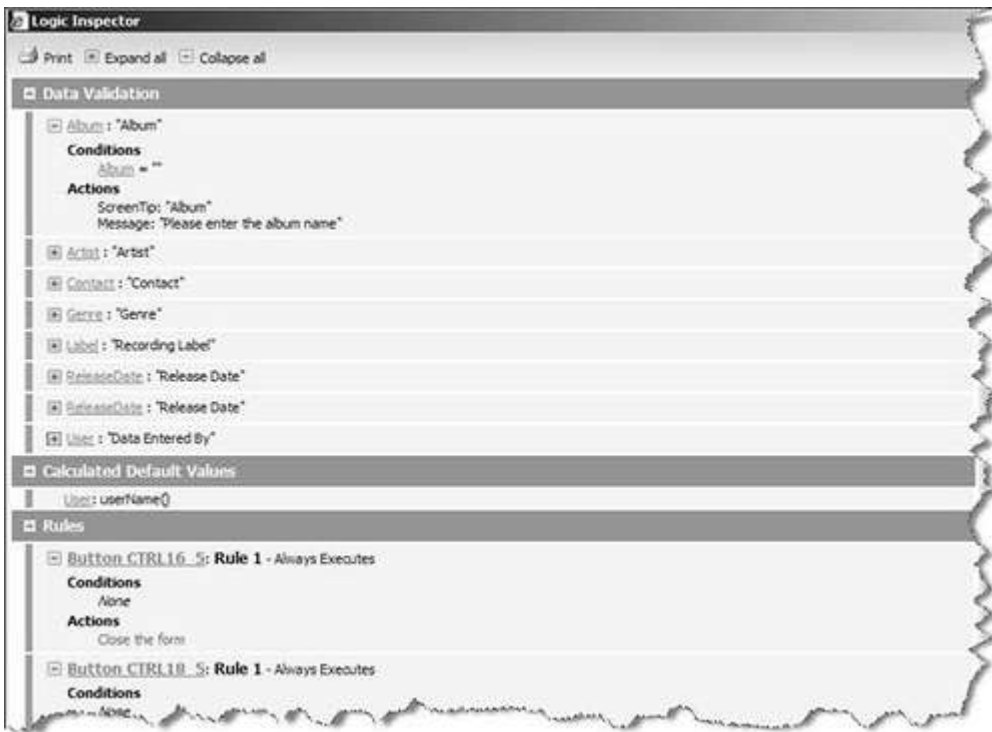 Logic Inspector
Print Expand all Collapse all
Data Validation
Album : "Album"
Conditions
Album = ""
Actions
ScreenTip: "Album"
Message: "Please enter the album name"
Artist : "Artist"
Contact : "Contact"
Genre : "Genre"
Label : "Recording Label"
ReleaseDate : "Release Date"
ReleaseDate : "Release Date"
User : "Data Entered By"
Calculated Default Values
User: userName()
Rules
Button CTRL16_5: Rule 1 - Always Executes
Conditions
None
Actions
Close the form
Button CTRL18_5: Rule 1 - Always Executes
Conditions
None